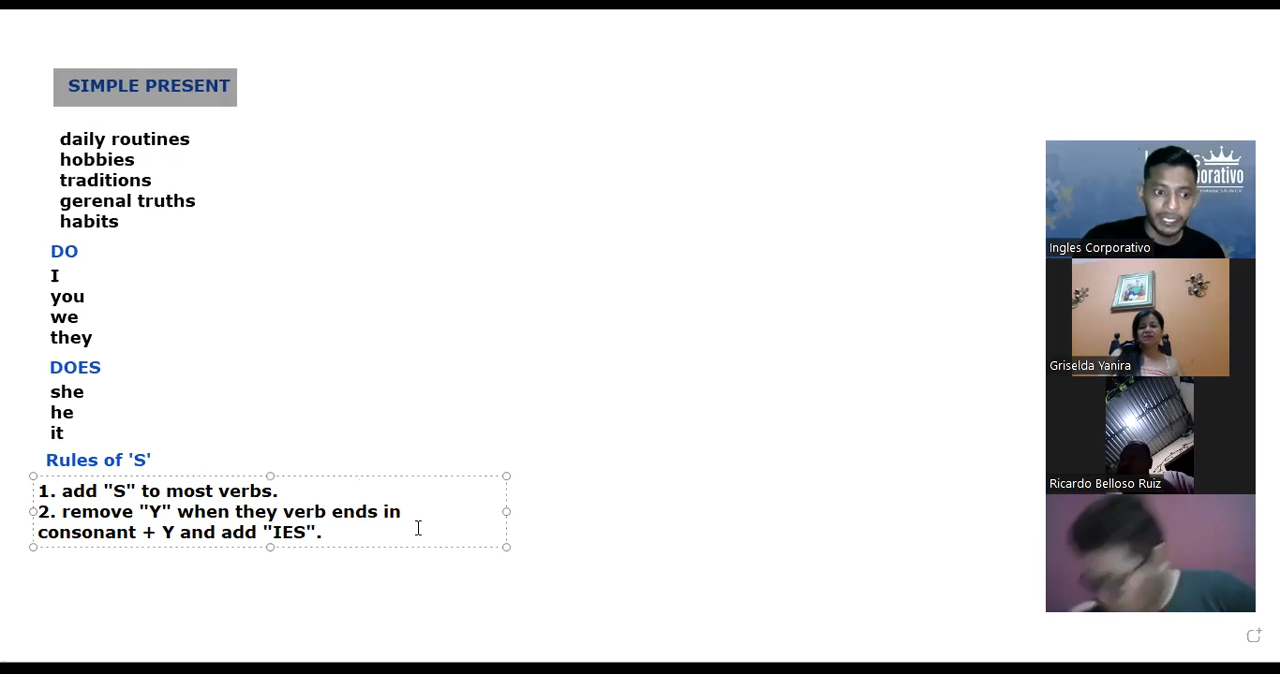 SIMPLE PRESENT
daily routines
hobbies
traditions
gerenal truths
habits
DO
I
you
we
they
DOES
she
he
it
Rules of 'S'
1. add "S" to most verbs.
2. remove "Y" when they verb ends in
consonant + Y and add "IES".
Ingles Corporativo
Griselda Yanira
Ricardo Belloso Ruiz